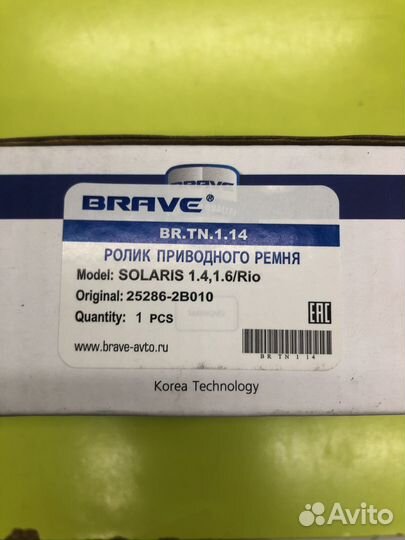 BRAVE®
BR.TN.1.14
РОЛИК ПРИВОДНОГО РЕМНЯ
Model: SOLARIS 1.4,1.6/Rio
Original: 25286-2B010
Quantity: 1 PCS
EAC
www.brave-avto.ru
BR TN 1 14
Korea Technology
Avito